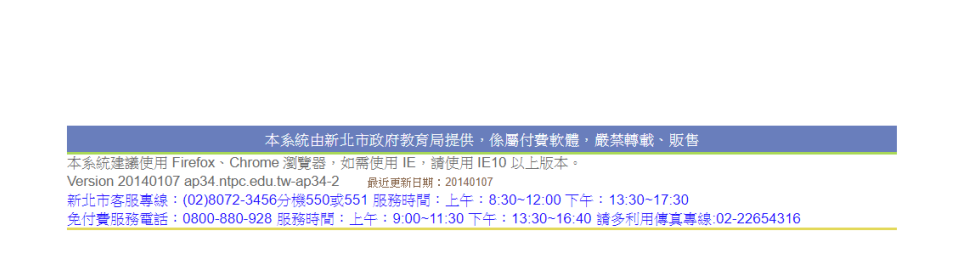 本系統由新北市政府教育局提供，係屬付費軟體，嚴禁轉載、販售
本系統建議使用 Firefox、Chrome 瀏覽器，如需使用 IE，請使用 IE10 以上版本。
Version 20140107 ap34.ntpc.edu.tw-ap34-2 最近更新日期：20140107
新北市客服專線：(02)8072-3456分機550或551 服務時間：上午：8:30~12:00 下午：13:30~17:30
免付費服務電話：0800-880-928 服務時間：上午：9:00~11:30 下午：13:30~16:40 請多利用傳真專線:02-22654316